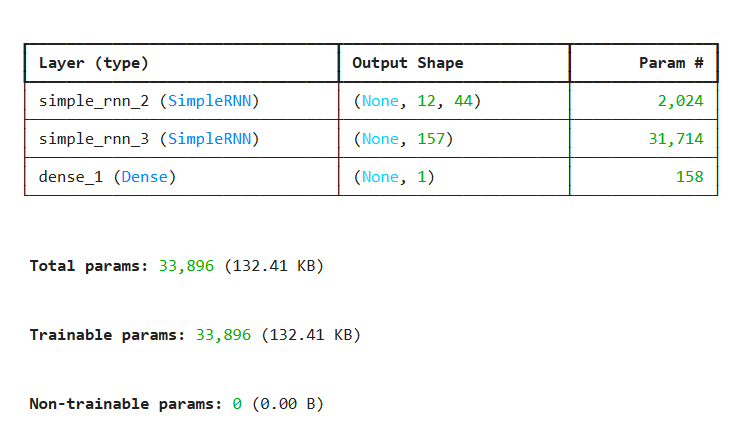 Layer (type) Output Shape Param #
simple_rnn_2 (SimpleRNN) (None, 12, 44) 2,024
simple_rnn_3 (SimpleRNN) (None, 157) 31,714
dense_1 (Dense) (None, 1) 158
Total params: 33,896 (132.41 KB)
Trainable params: 33,896 (132.41 KB)
Non-trainable params: 0 (0.00 B)